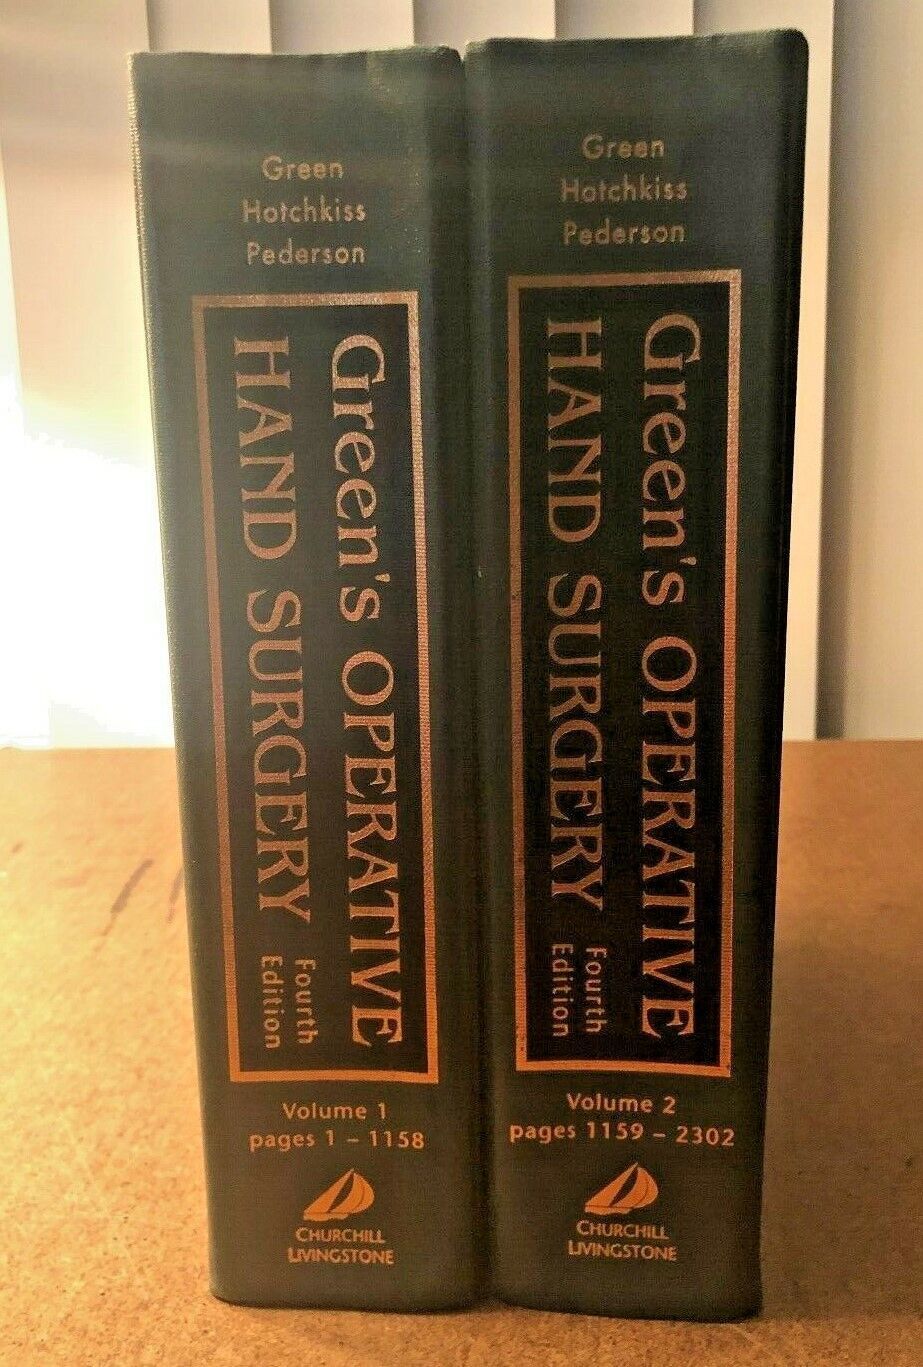 Green
Hotchkiss
Pederson
Green's OPERATIVE
HAND SURGERY
Fourth
Edition
Volume 1
pages 1 – 1158
CHURCHILL
LIVINGSTONE
Green
Hotchkiss
Pederson
Green's OPERATIVE
HAND SURGERY
Fourth
Edition
Volume 2
pages 1159 – 2302
CHURCHILL
LIVINGSTONE